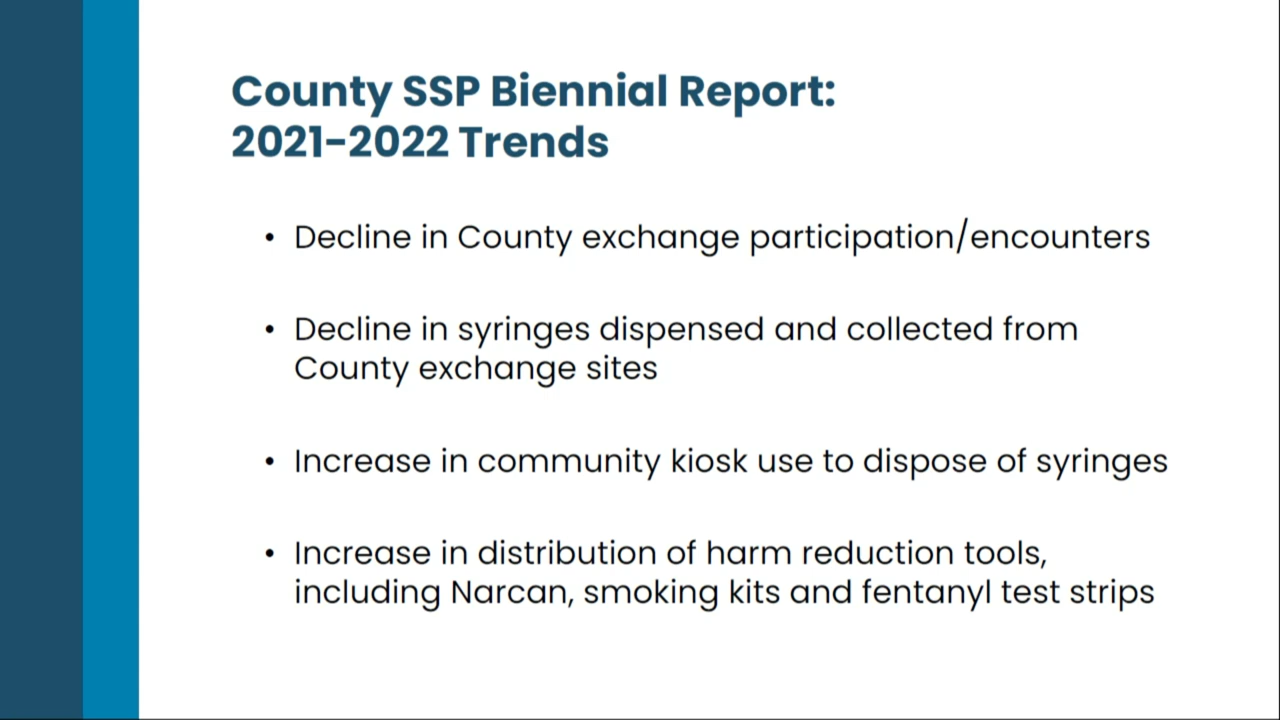 County SSP Biennial Report:
2021-2022 Trends
• Decline in County exchange participation/encounters
• Decline in syringes dispensed and collected from
County exchange sites
• Increase in community kiosk use to dispose of syringes
• Increase in distribution of harm reduction tools,
including Narcan, smoking kits and fentanyl test strips